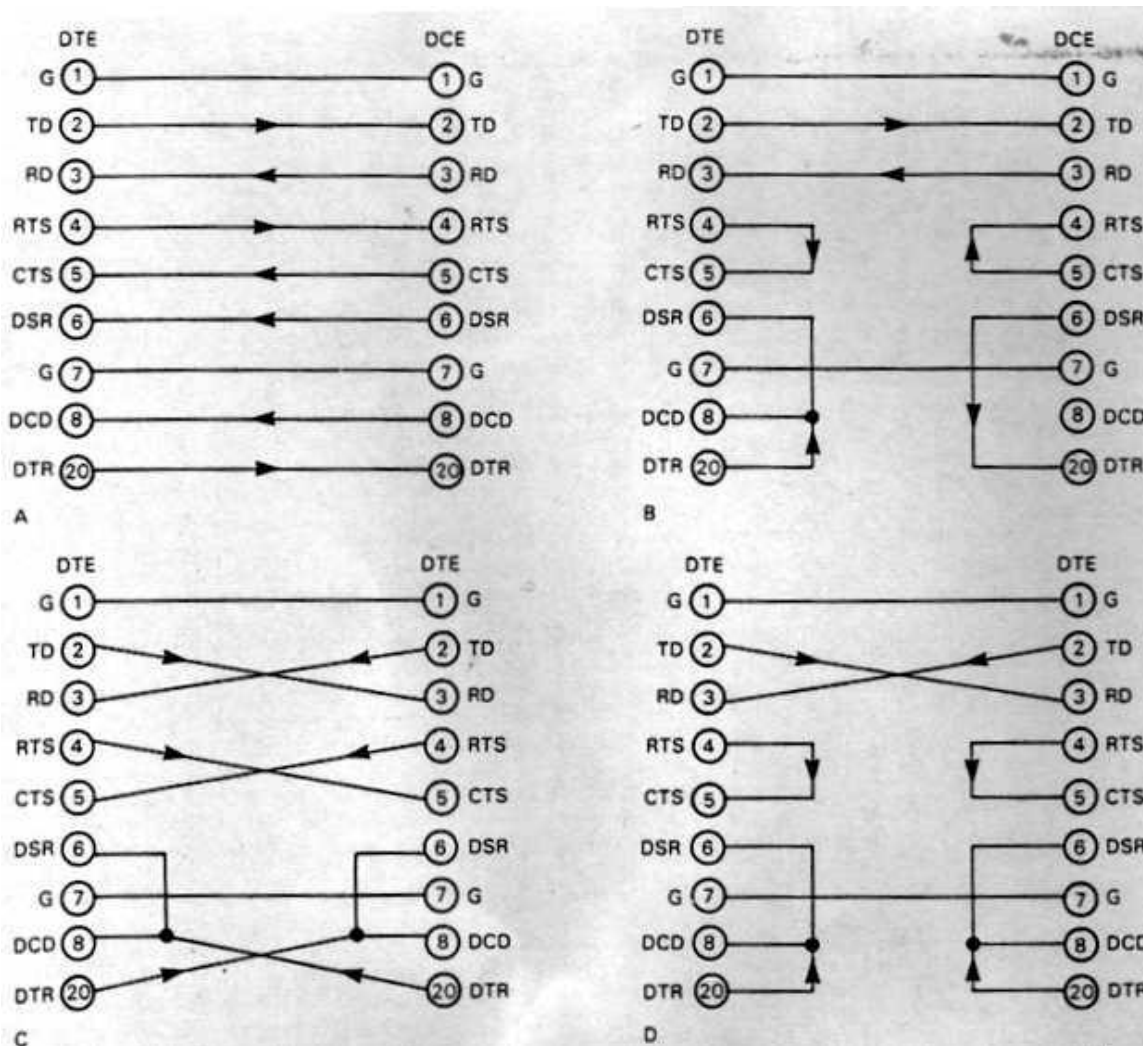 DTE DCE
G 1 1 G
TD 2 2 TD
RD 3 3 RD
RTS 4 4 RTS
CTS 5 5 CTS
DSR 6 6 DSR
G 7 7 G
DCD 8 8 DCD
DTR 20 20 DTR
A
DTE DCE
G 1 1 G
TD 2 2 TD
RD 3 3 RD
RTS 4 4 RTS
CTS 5 5 CTS
DSR 6 6 DSR
G 7 7 G
DCD 8 8 DCD
DTR 20 20 DTR
B
DTE DTE
G 1 1 G
TD 2 2 TD
RD 3 3 RD
RTS 4 4 RTS
CTS 5 5 CTS
DSR 6 6 DSR
G 7 7 G
DCD 8 8 DCD
DTR 20 20 DTR
C
DTE DTE
G 1 1 G
TD 2 2 TD
RD 3 3 RD
RTS 4 4 RTS
CTS 5 5 CTS
DSR 6 6 DSR
G 7 7 G
DCD 8 8 DCD
DTR 20 20 DTR
D